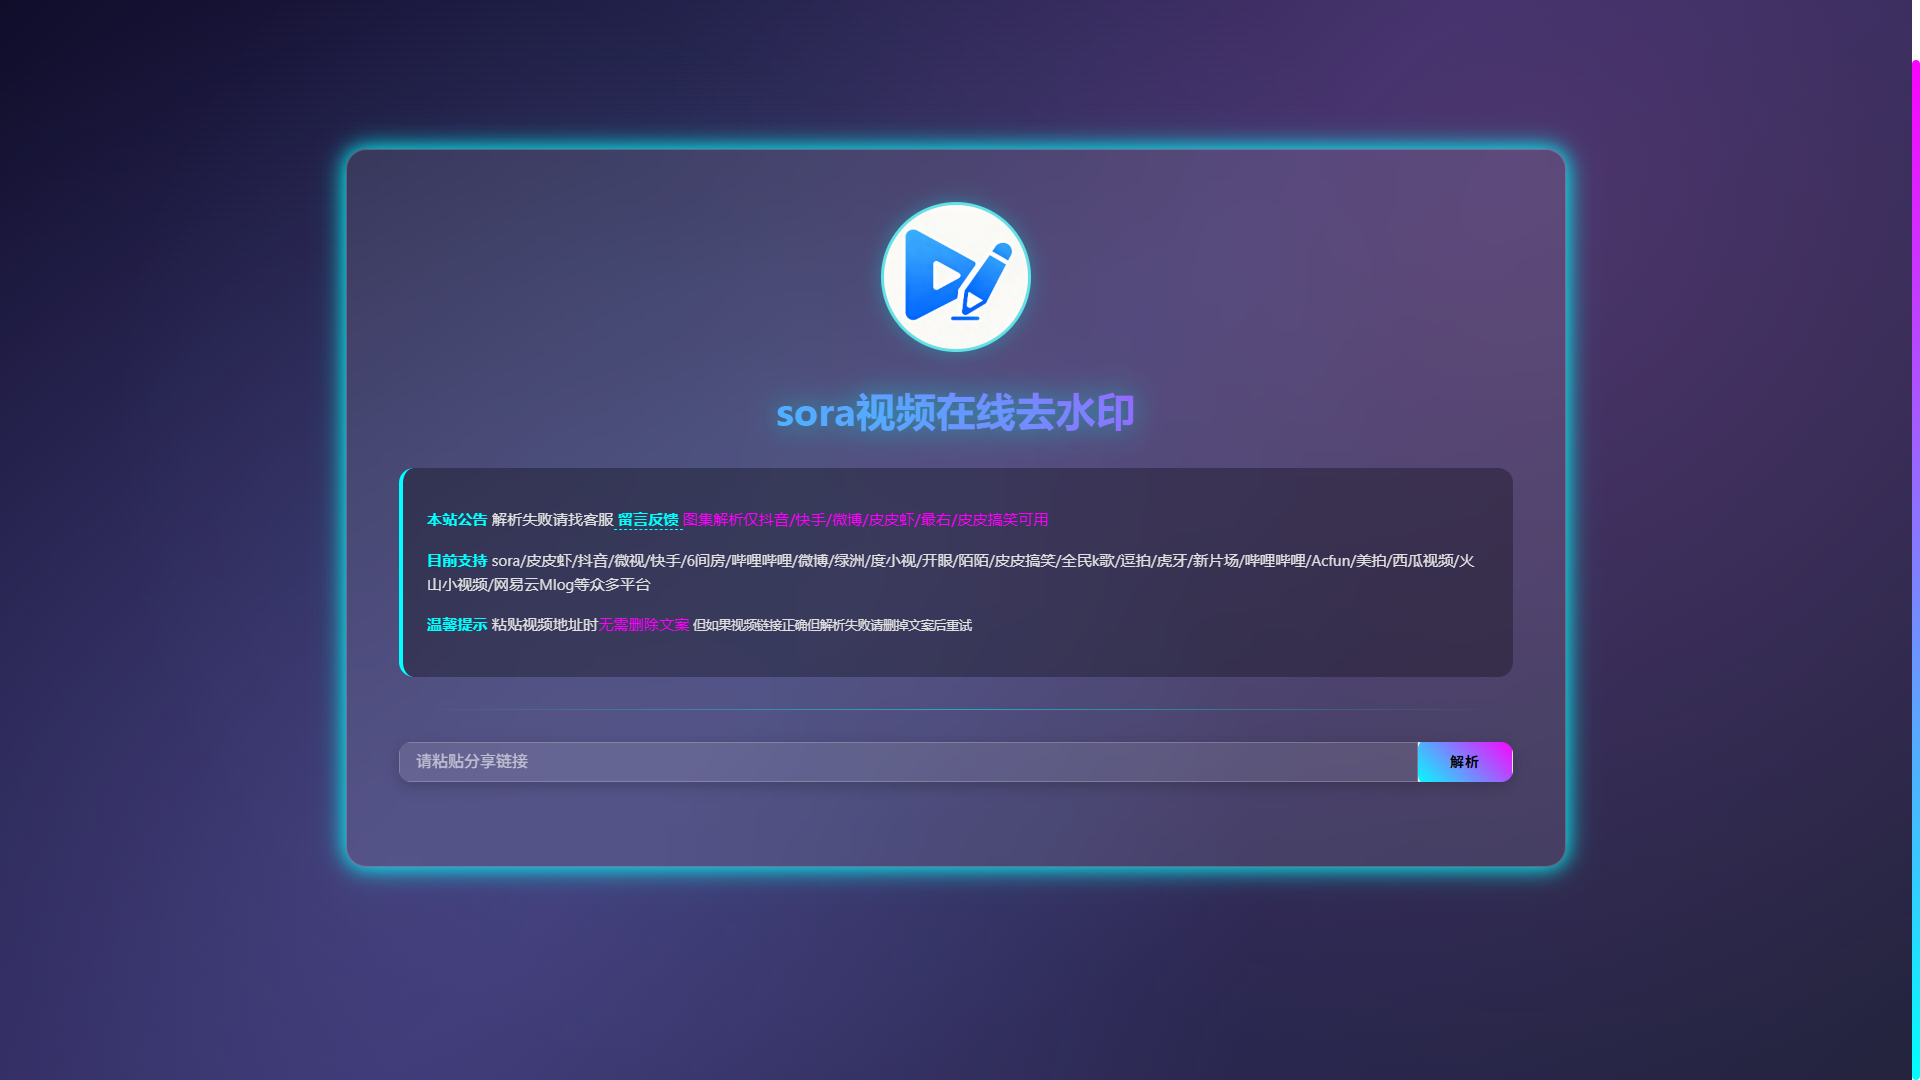 sora视频在线去水印
本站公告 解析失败请找客服 留言反馈 图集解析仅抖音/快手/微博/皮皮虾/最右/皮皮搞笑可用
目前支持 sora/皮皮虾/抖音/微视/快手/6间房/哔哩哔哩/微博/绿洲/度小视/开眼/陌陌/皮皮搞笑/全民k歌/逗拍/虎牙/新片场/哔哩哔哩/Acfun/美拍/西瓜视频/火
山小视频/网易云Mlog等众多平台
温馨提示 粘贴视频地址时无需删除文案 但如果视频链接正确但解析失败请删掉文案后重试
请粘贴分享链接
解析